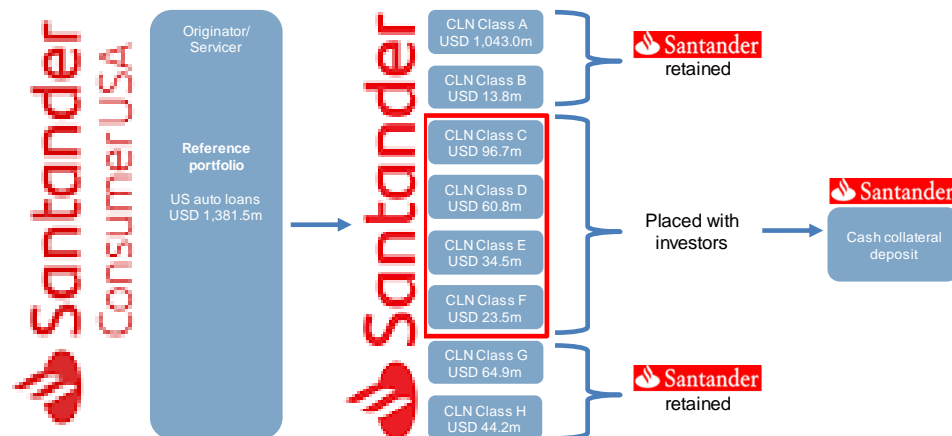 Santander
Consumer USA
Originator/
Servicer
Reference
portfolio
US auto loans
USD 1,381.5m
Santander
CLN Class A
USD 1,043.0m
CLN Class B
USD 13.8m
CLN Class C
USD 96.7m
CLN Class D
USD 60.8m
CLN Class E
USD 34.5m
CLN Class F
USD 23.5m
CLN Class G
USD 64.9m
CLN Class H
USD 44.2m
Santander
retained
Placed with
investors
Santander
retained
Santander
Cash collateral
deposit